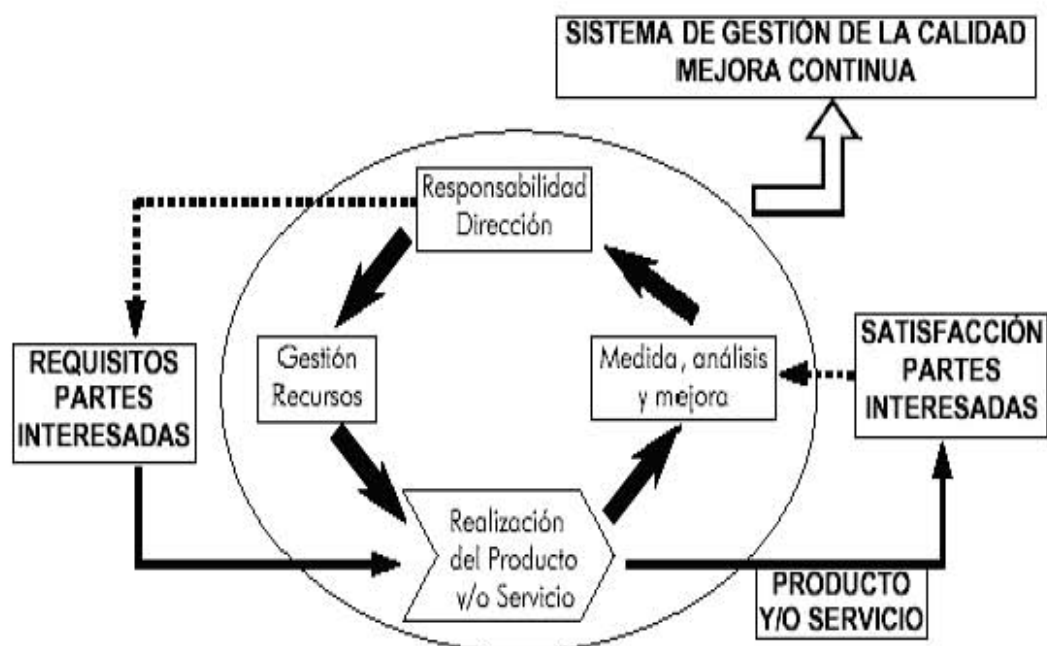 SISTEMA DE GESTIÓN DE LA CALIDAD
MEJORA CONTINUA
Responsabilidad
Dirección
REQUISITOS
PARTES
INTERESADAS
Gestión
Recursos
Medida, análisis
y mejora
SATISFACCIÓN
PARTES
INTERESADAS
Realización
del Producto
y/o Servicio
PRODUCTO
Y/O SERVICIO